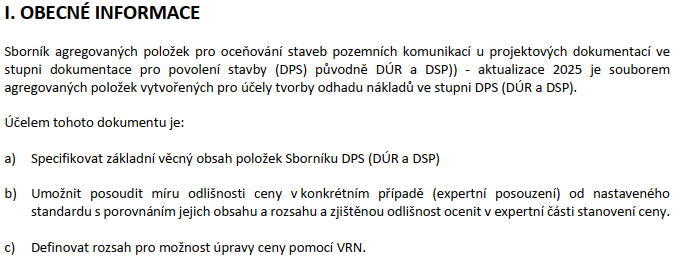 I. OBECNÉ INFORMACE
Sborník agregovaných položek pro oceňování staveb pozemních komunikací u projektových dokumentací ve
stupni dokumentace pro povolení stavby (DPS) původně DÚR a DSP)) - aktualizace 2025 je souborem
agregovaných položek vytvořených pro účely tvorby odhadu nákladů ve stupni DPS (DÚR a DSP).
Účelem tohoto dokumentu je:
a) Specifikovat základní věcný obsah položek Sborníku DPS (DÚR a DSP)
b) Umožnit posoudit míru odlišnosti ceny v konkrétním případě (expertní posouzení) od nastaveného
standardu s porovnáním jejich obsahu a rozsahu a zjištěnou odlišnost ocenit v expertní části stanovení ceny.
c) Definovat rozsah pro možnost úpravy ceny pomocí VRN.